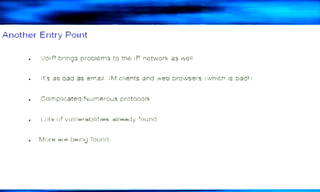 Another Entry Point
VoIP brings problems to the IP network as well
It's as bad as email, IM clients and web browsers (which is bad!)
Complicated/Numerous protocols
Lots of vulnerabilities already found
More are being found